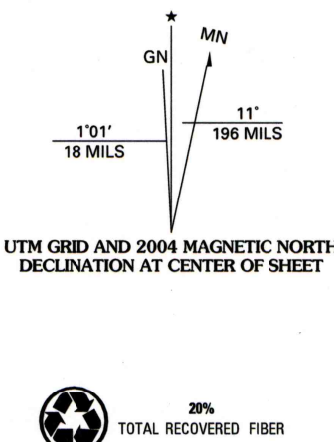 ★
MN
GN
11°
196 MILS
1°01′
18 MILS
UTM GRID AND 2004 MAGNETIC NORTH
DECLINATION AT CENTER OF SHEET
20%
TOTAL RECOVERED FIBER